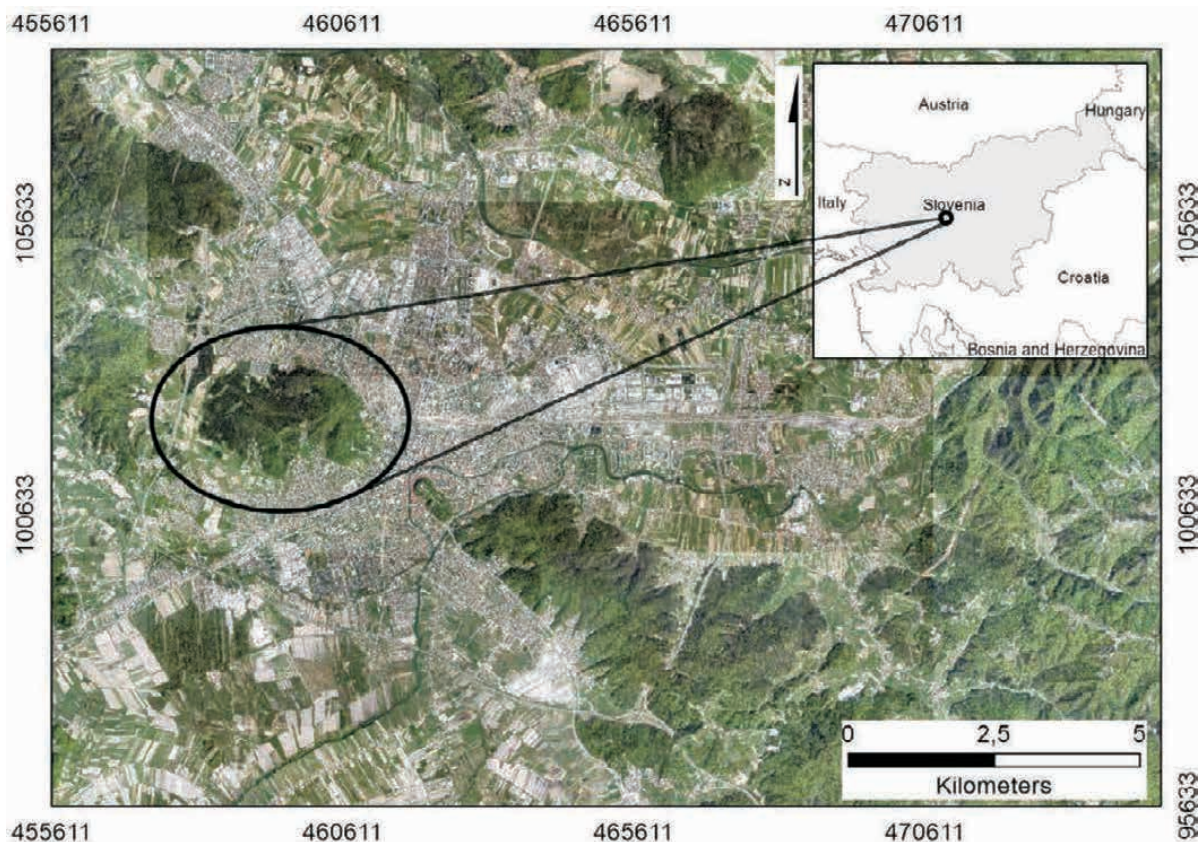 455611 460611 465611 470611
Austria
Hungary
Italy
Slovenia
Croatia
Bosnia and Herzegovina
z
105633
105633
100633
100633
0 2,5 5
Kilometers
95633
455611 460611 465611 470611